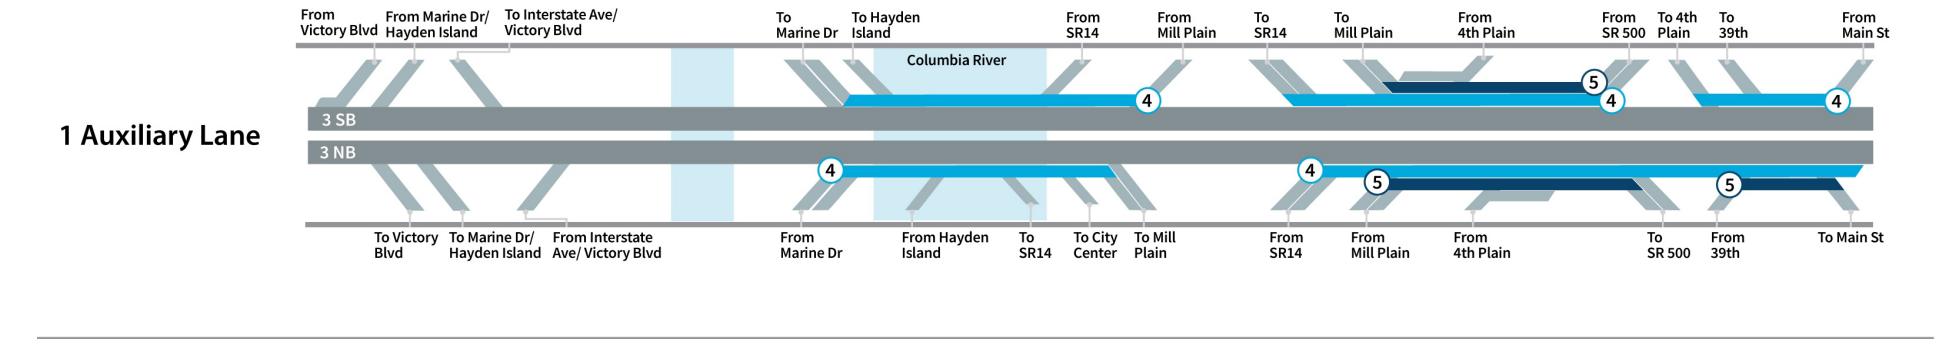 From
Victory Blvd
From Marine Dr/
Hayden Island
To Interstate Ave/
Victory Blvd
To
Marine Dr
To Hayden
Island
From
SR14
From
Mill Plain
To
SR14
To
Mill Plain
From
4th Plain
From
SR 500
To 4th
Plain
To
39th
From
Main St
Columbia River
5
4
4
4
1 Auxiliary Lane
3 SB
3 NB
4
4
5
5
To Victory
Blvd
To Marine Dr/
Hayden Island
From Interstate
Ave/ Victory Blvd
From
Marine Dr
From Hayden
Island
To
SR14
To City
Center
To Mill
Plain
From
SR14
From
Mill Plain
From
4th Plain
To
SR 500
From
39th
To Main St